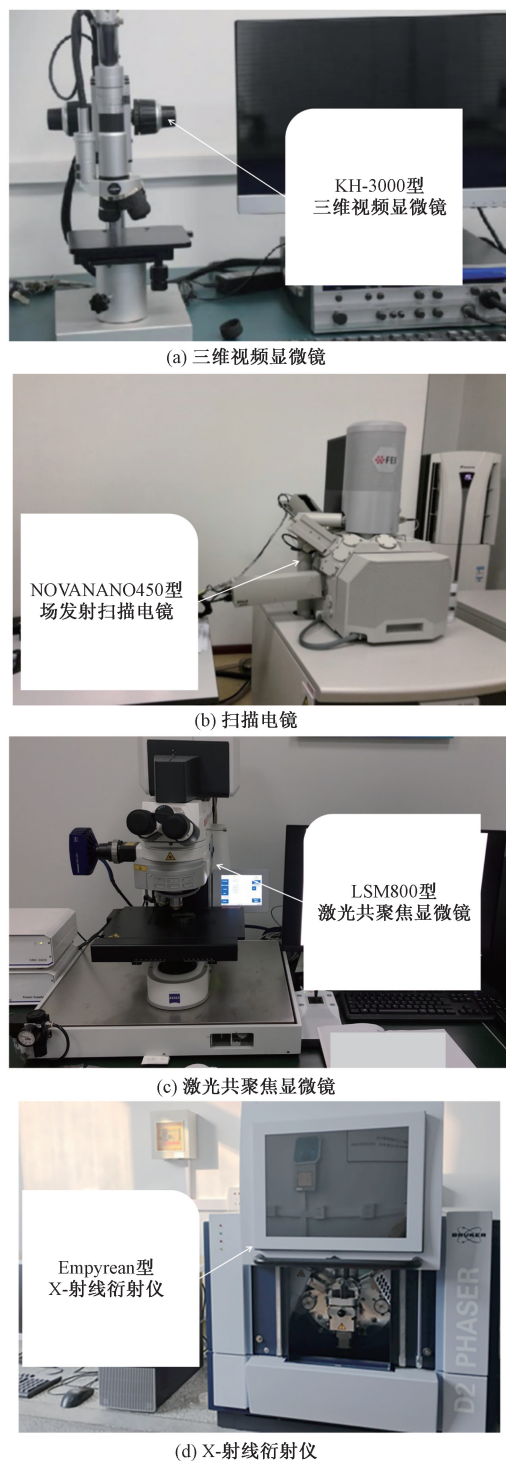 KH-3000型
三维视频显微镜
(a) 三维视频显微镜
FEI
NOVANANO450型
场发射扫描电镜
(b) 扫描电镜
LSM800型
激光共聚焦显微镜
ZEISS
(c) 激光共聚焦显微镜
Empyrean型
X-射线衍射仪
BRUKER
D2 PHASER
(d) X-射线衍射仪